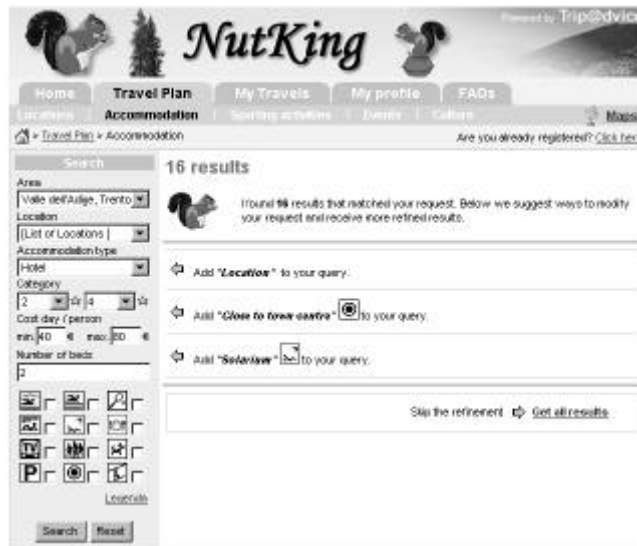 Powered by Trip@dvice
NutKing
Home Travel Plan My Travels My profile FAQs
Locations Accommodation Sporting activities Events Culture Maps
> Travel Plan > Accommodation Are you already registered? Click here
Search
Area
Valle dell'Adige, Trento
Location
[List of Locations ]
Accommodation type
Hotel
Category
2 4
Cost day / person
min. 40 € max. 80 €
Number of beds
2
TV
P
Legenda
Search Reset
16 results
I found 16 results that matched your request. Below we suggest ways to modify
your request and receive more refined results.
Add "Location" to your query.
Add "Close to town centre" to your query.
Add "Solarium" to your query.
Skip the refinement Get all results